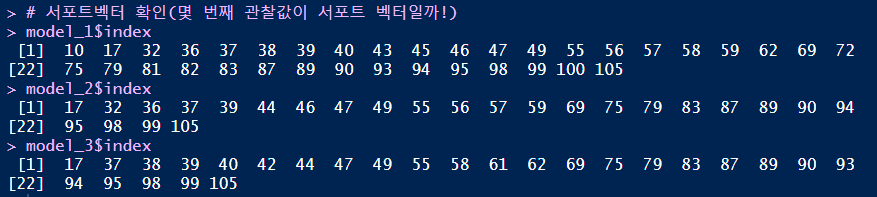 > # 서포트벡터 확인(몇 번째 관찰값이 서포트 벡터일까!)
> model_1$index
 [1]  10  17  32  36  37  38  39  40  43  45  46  47  49  55  56  57  58  59  62  69  72
[22]  75  79  81  82  83  87  89  90  93  94  95  98  99 100 105
> model_2$index
 [1]  17  32  36  37  39  44  46  47  49  55  56  57  59  69  75  79  83  87  89  90  94
[22]  95  98  99 105
> model_3$index
 [1]  17  37  38  39  40  42  44  47  49  55  58  61  62  69  75  79  83  87  89  90  93
[22]  94  95  98  99 105